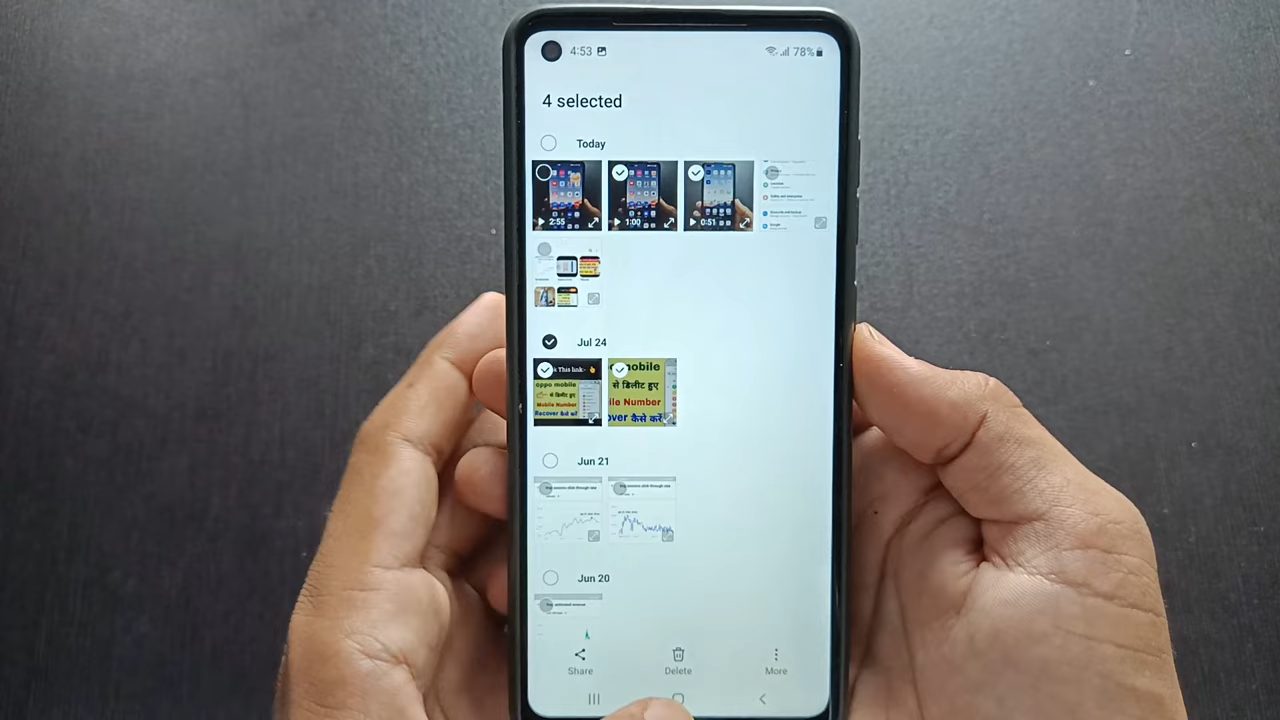 4:53
78%
4 selected
Today
2:55
1:00
0:51
Jul 24
k This link:-
oppo mobile
से डिलीट हुए
Mobile Number
Recover कैसे करें
mobile
से डिलीट हुए
ile Number
over कैसे करें
Jun 21
Jun 20
Share
Delete
More